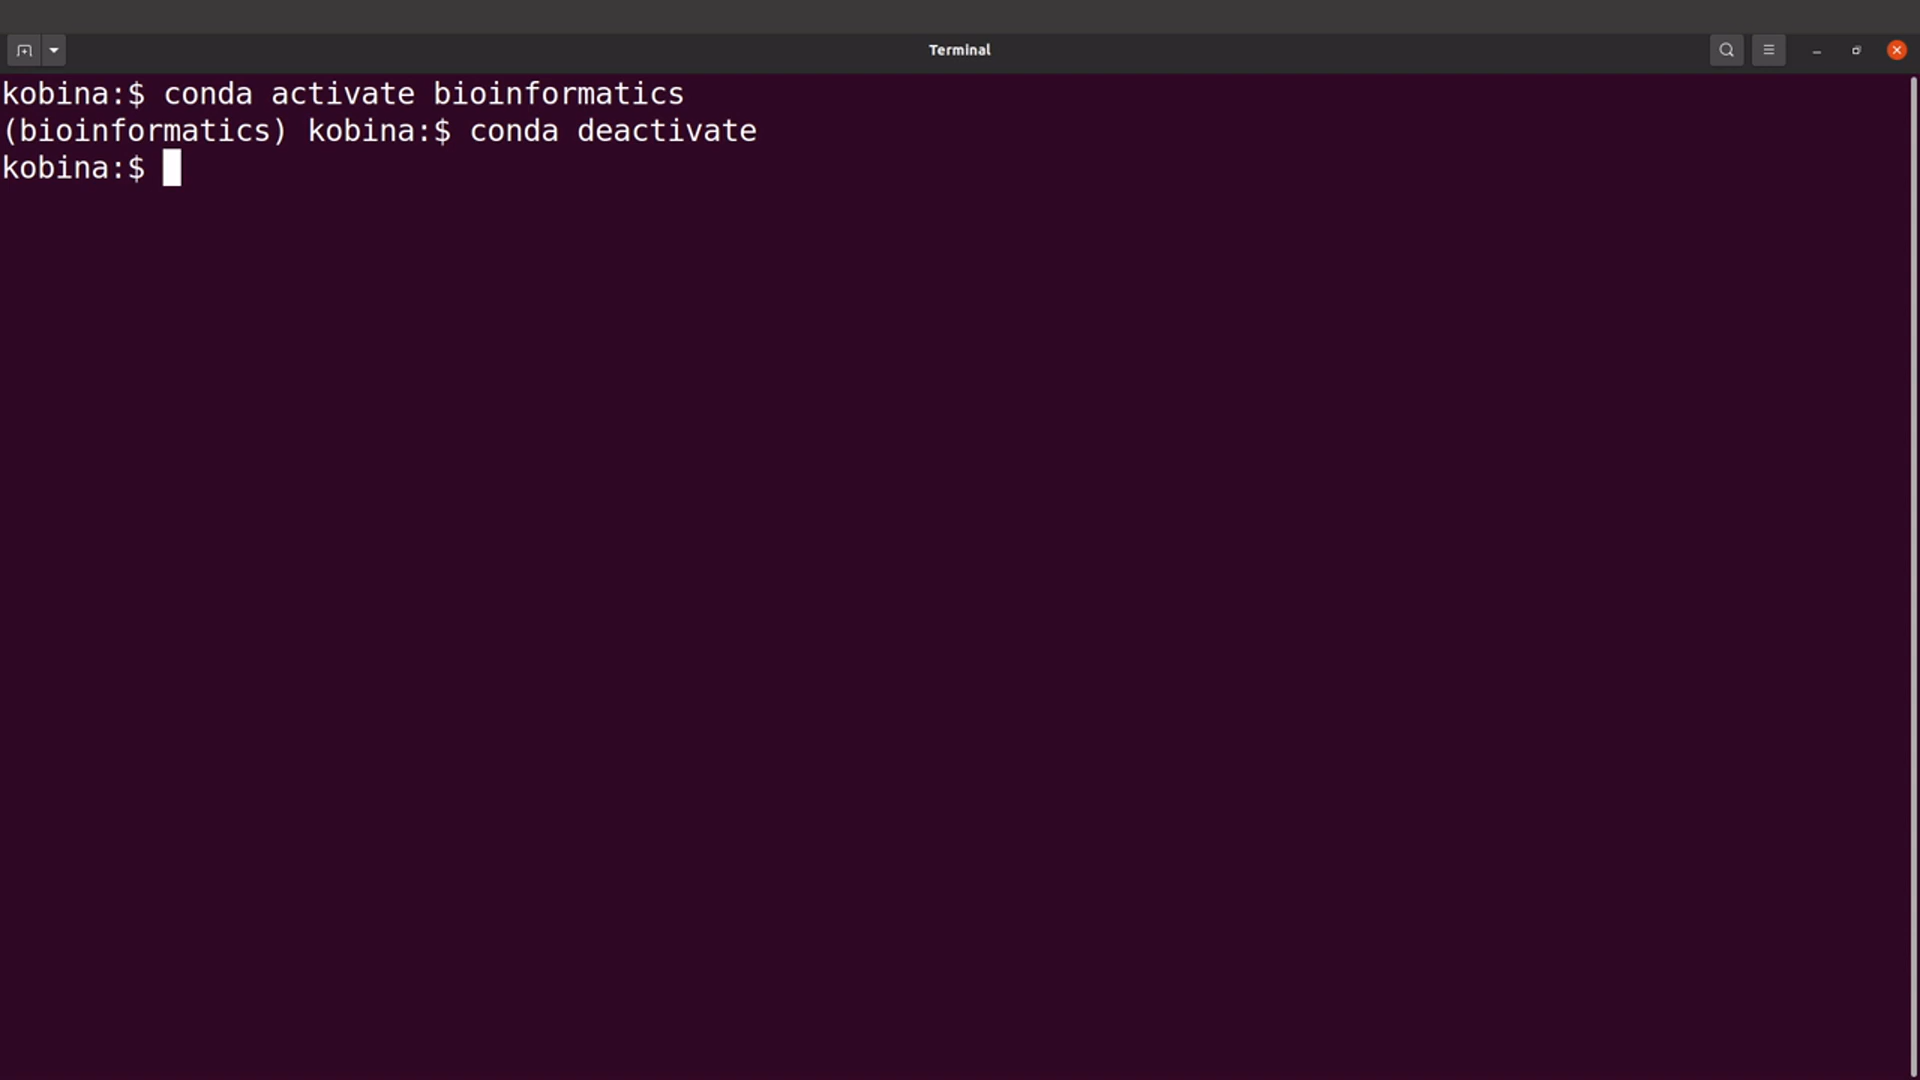 Terminal
kobina:$ conda activate bioinformatics
(bioinformatics) kobina:$ conda deactivate
kobina:$